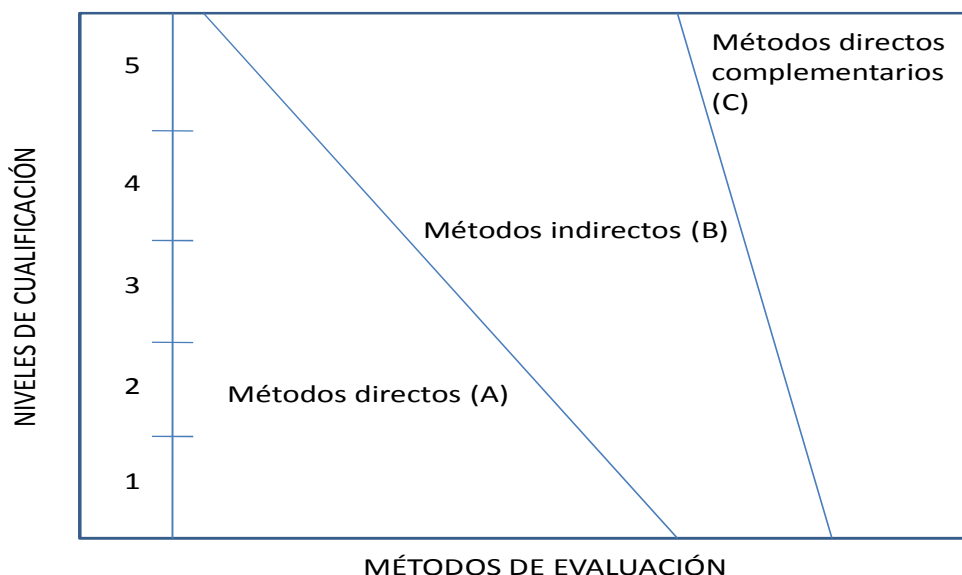 NIVELES DE CUALIFICACIÓN
5
4
3
2
1
Métodos directos
complementarios
(C)
Métodos indirectos (B)
Métodos directos (A)
MÉTODOS DE EVALUACIÓN